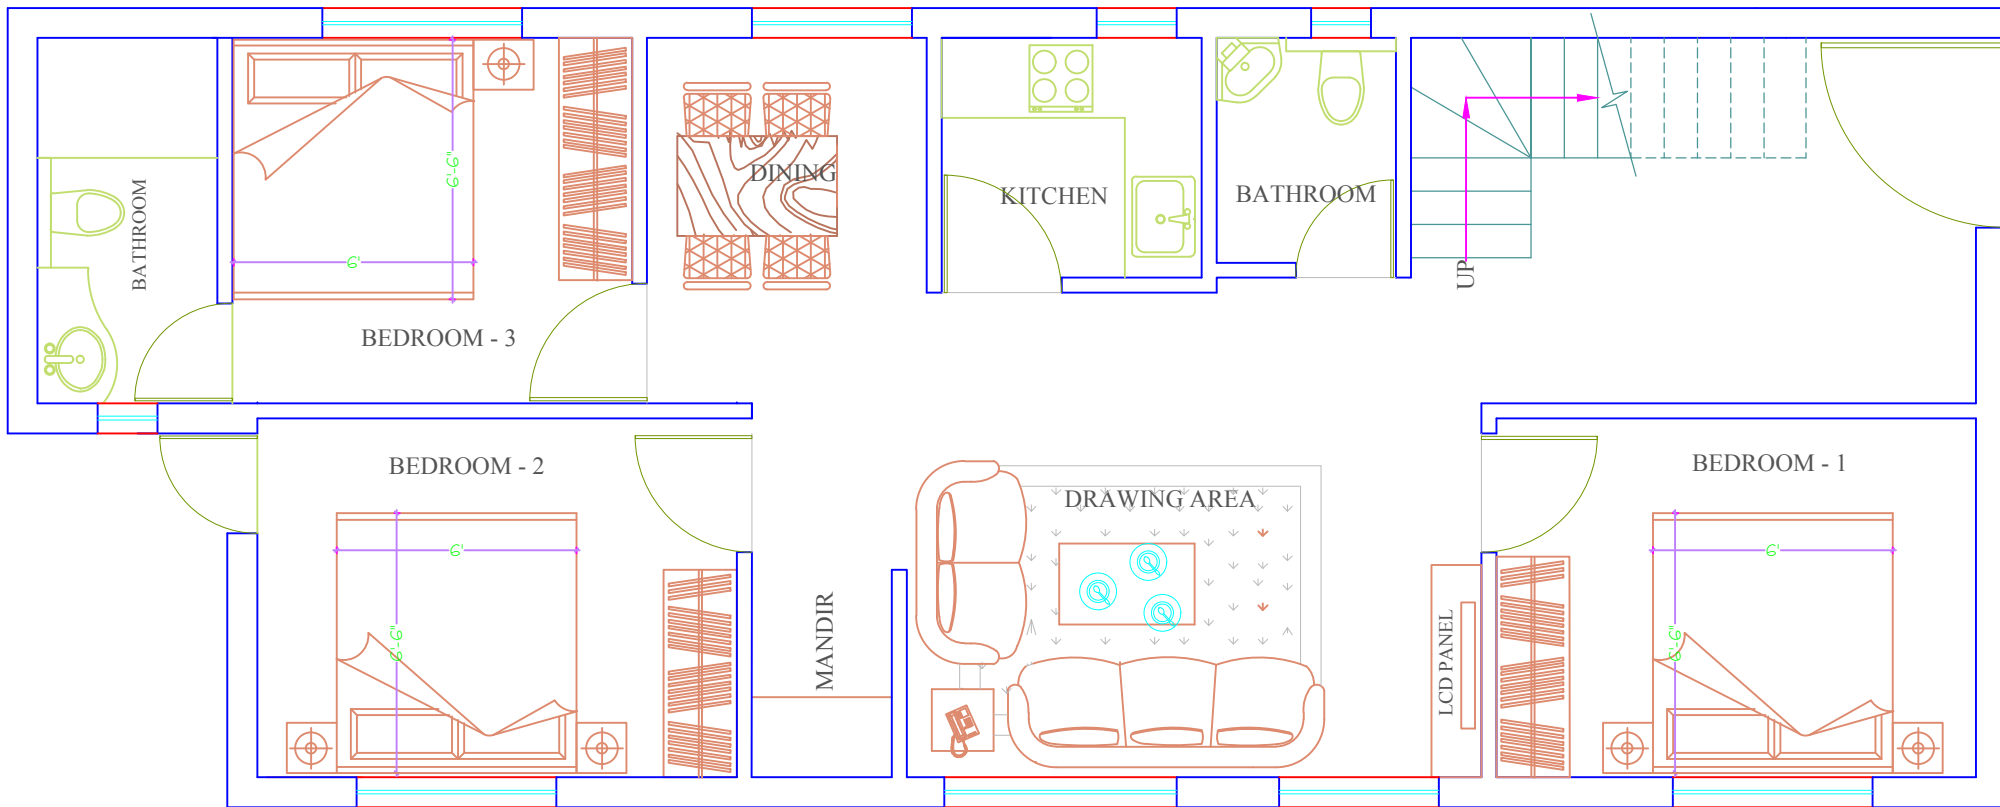 DINING
KITCHEN
BATHROOM
BATHROOM
6'-6"
6'
UP
BEDROOM - 3
BEDROOM - 2
DRAWING AREA
BEDROOM - 1
6'
6'-6"
MANDIR
LCD PANEL
6'
6'-6"